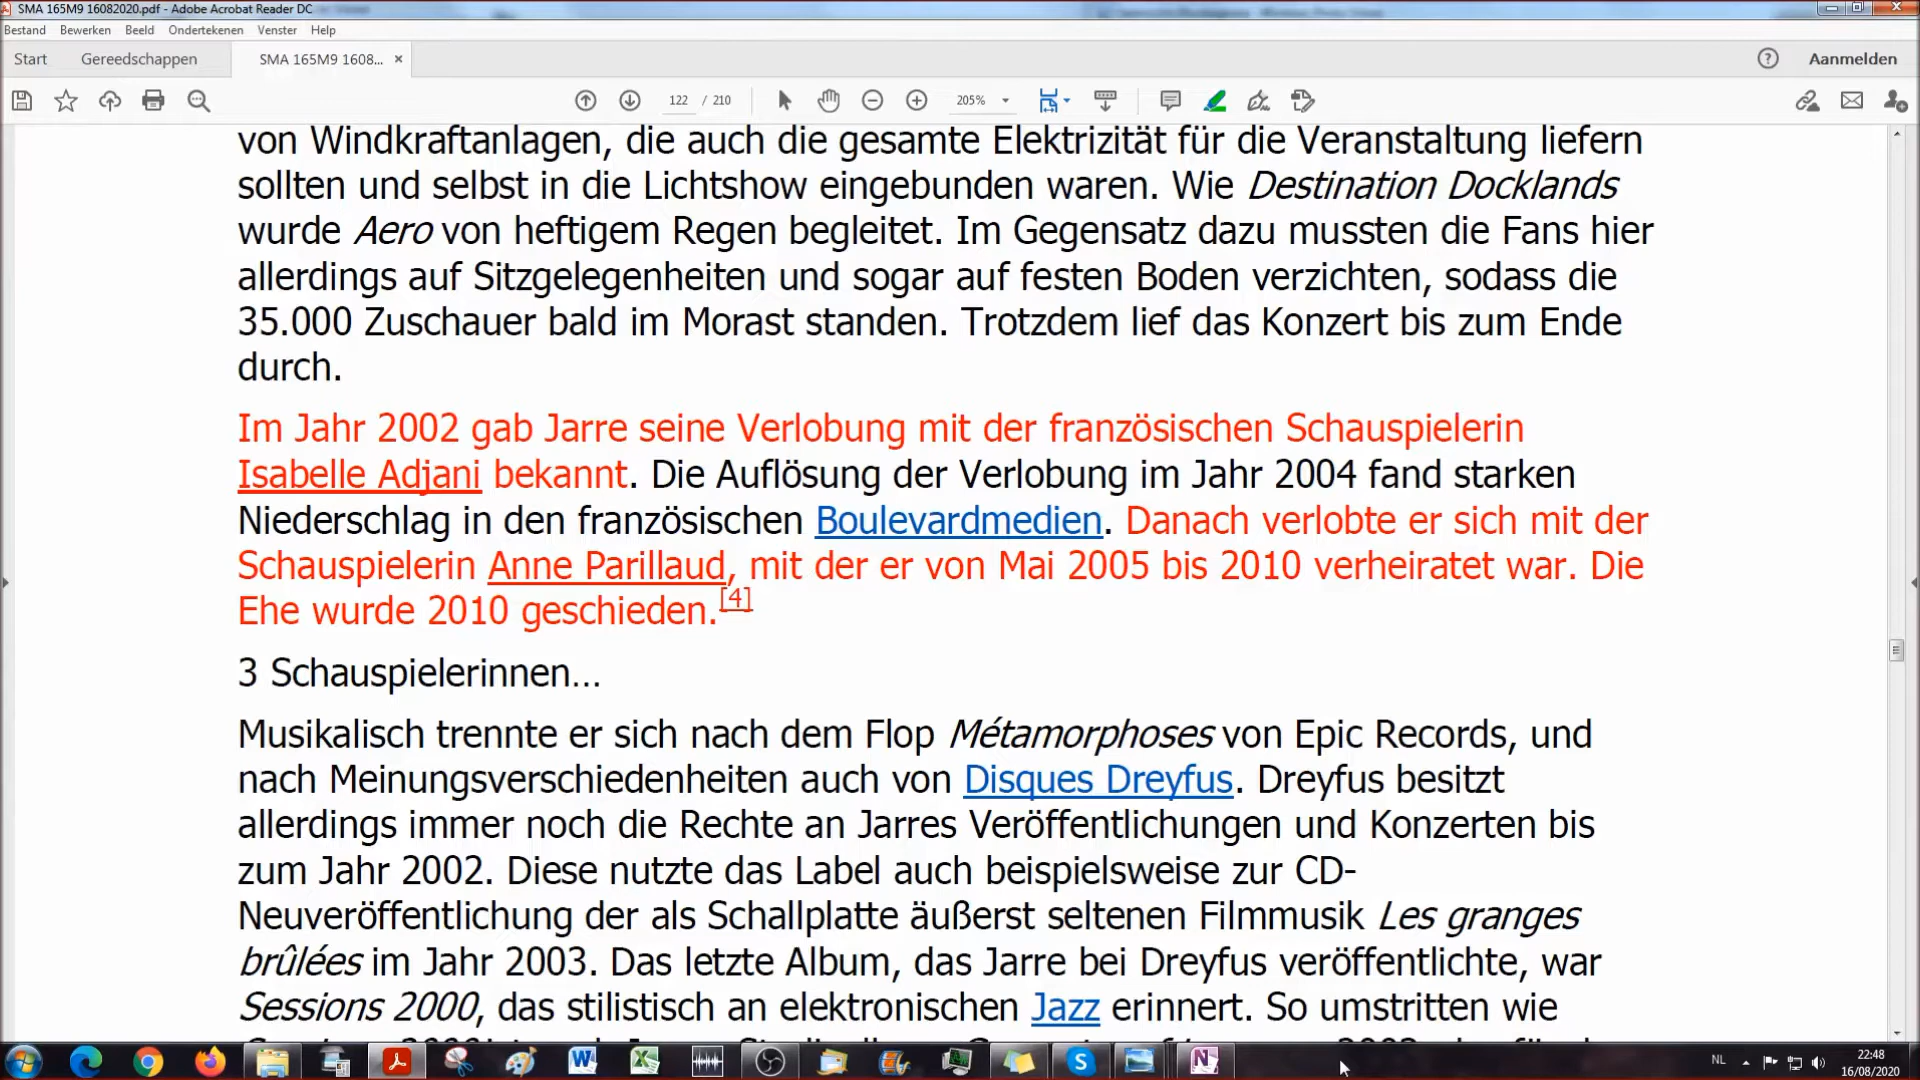 SMA 165M9 16082020.pdf - Adobe Acrobat Reader DC
Bestand Bewerken Beeld Ondertekenen Venster Help
Start Gereedschappen SMA 165M9 1608... × Aanmelden
122 / 210 205%
von Windkraftanlagen, die auch die gesamte Elektrizität für die Veranstaltung liefern
sollten und selbst in die Lichtshow eingebunden waren. Wie Destination Docklands
wurde Aero von heftigem Regen begleitet. Im Gegensatz dazu mussten die Fans hier
allerdings auf Sitzgelegenheiten und sogar auf festen Boden verzichten, sodass die
35.000 Zuschauer bald im Morast standen. Trotzdem lief das Konzert bis zum Ende
durch.
Im Jahr 2002 gab Jarre seine Verlobung mit der französischen Schauspielerin
Isabelle Adjani bekannt. Die Auflösung der Verlobung im Jahr 2004 fand starken
Niederschlag in den französischen Boulevardmedien. Danach verlobte er sich mit der
Schauspielerin Anne Parillaud, mit der er von Mai 2005 bis 2010 verheiratet war. Die
Ehe wurde 2010 geschieden.[4]
3 Schauspielerinnen...
Musikalisch trennte er sich nach dem Flop Métamorphoses von Epic Records, und
nach Meinungsverschiedenheiten auch von Disques Dreyfus. Dreyfus besitzt
allerdings immer noch die Rechte an Jarres Veröffentlichungen und Konzerten bis
zum Jahr 2002. Diese nutzte das Label auch beispielsweise zur CD-
Neuveröffentlichung der als Schallplatte äußerst seltenen Filmmusik Les granges
brûlées im Jahr 2003. Das letzte Album, das Jarre bei Dreyfus veröffentlichte, war
Sessions 2000, das stilistisch an elektronischen Jazz erinnert. So umstritten wie
NL 22:48
16/08/2020